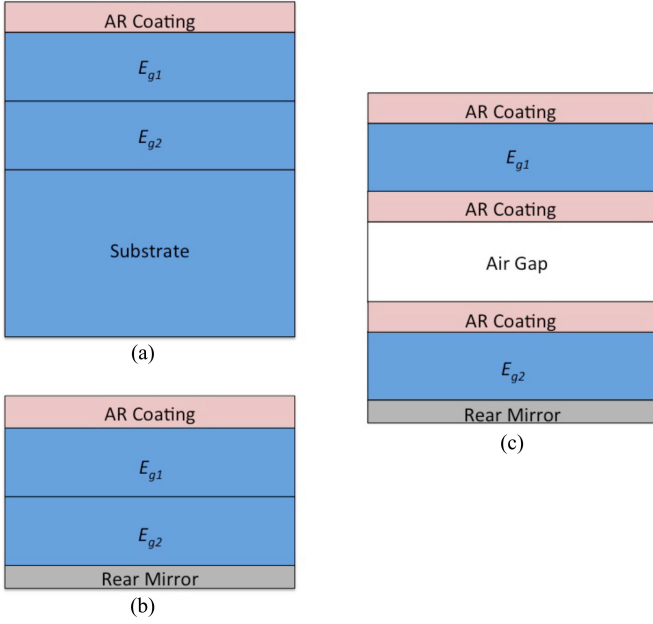 AR Coating
Eg1
Eg2
Substrate
(a)
AR Coating
Eg1
Eg2
Rear Mirror
(b)
AR Coating
Eg1
AR Coating
Air Gap
AR Coating
Eg2
Rear Mirror
(c)